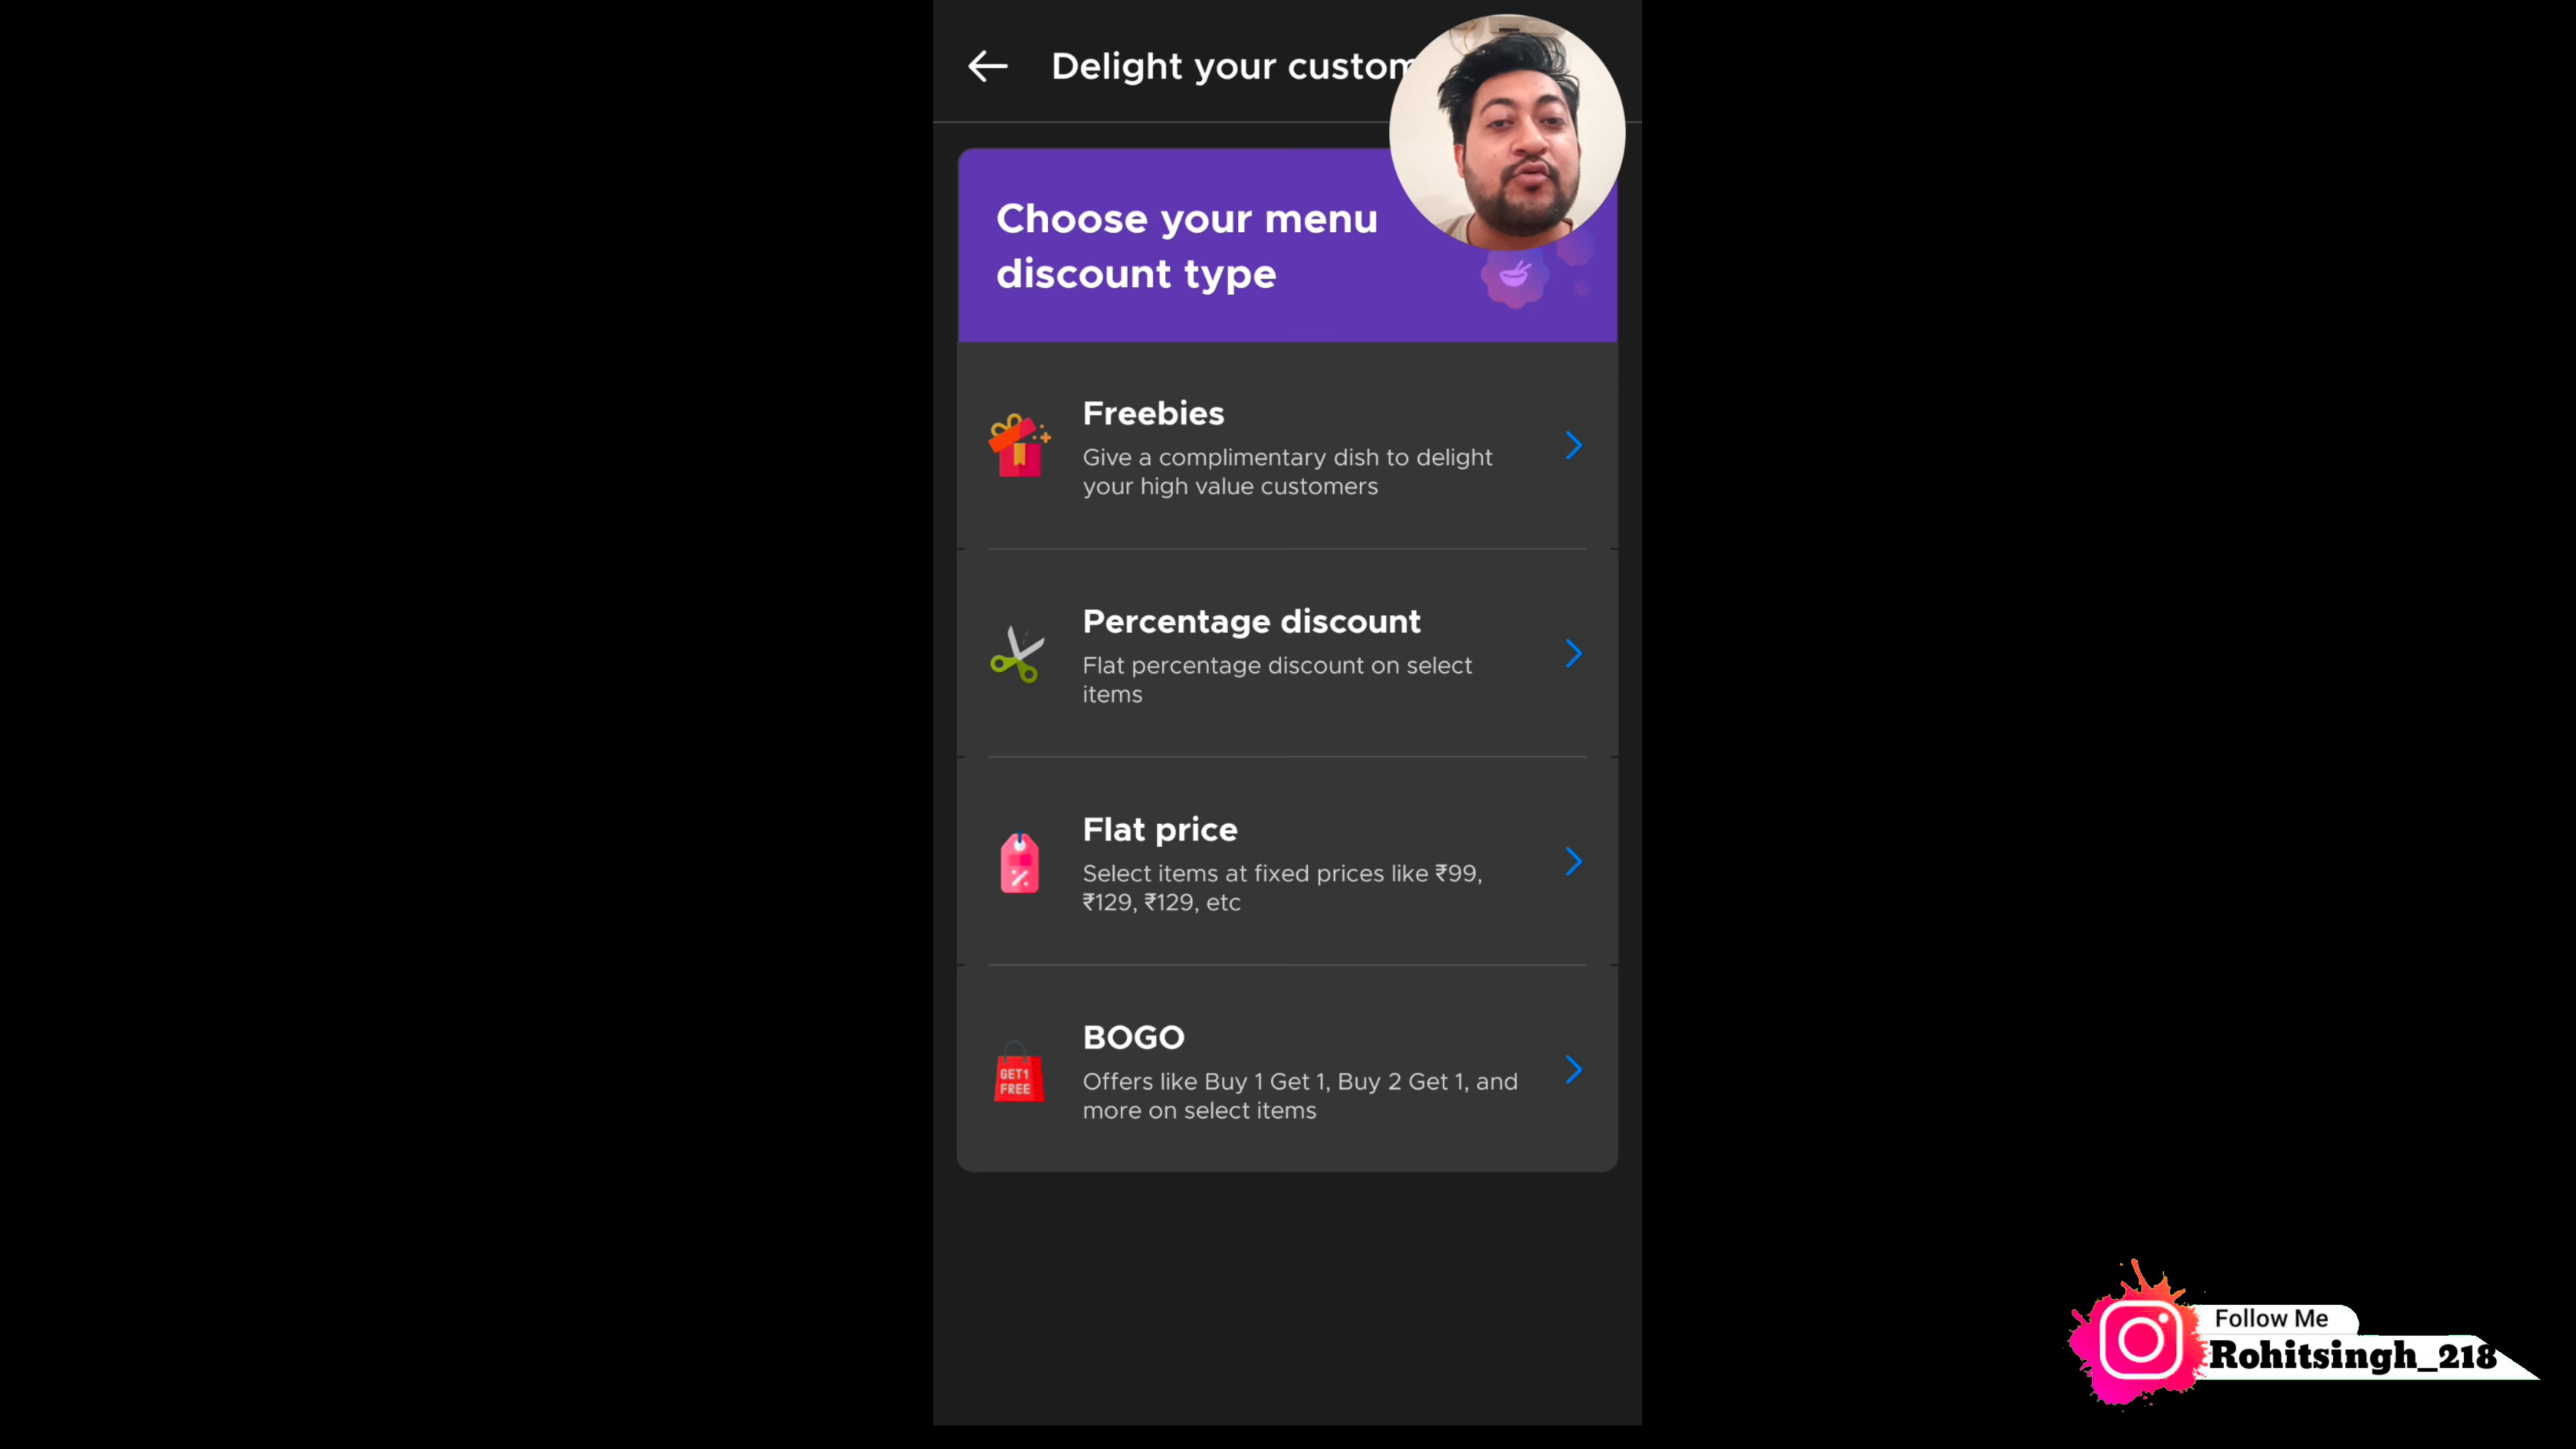 Delight your custom
Choose your menu
discount type
Freebies
Give a complimentary dish to delight
your high value customers
Percentage discount
Flat percentage discount on select
items
Flat price
Select items at fixed prices like ₹99,
₹129, ₹129, etc
BOGO
GET1
FREE
Offers like Buy 1 Get 1, Buy 2 Get 1, and
more on select items
Follow Me
Rohitsingh_218